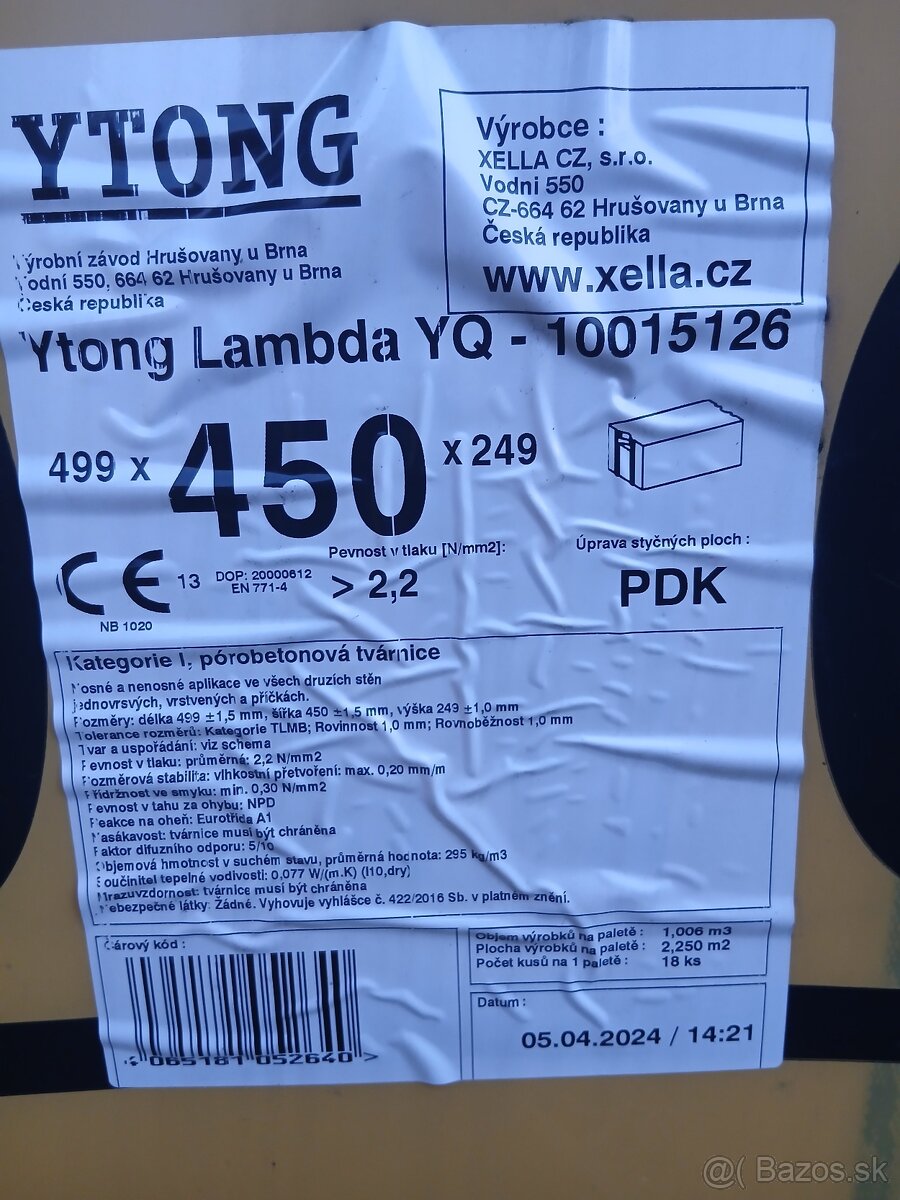 YTONG
Výrobce :
XELLA CZ, s.r.o.
Vodni 550
CZ-664 62 Hrušovany u Brna
Česká republika
www.xella.cz
Výrobní závod Hrušovany u Brna
Vodní 550, 664 62 Hrušovany u Brna
Česká republika
Ytong Lambda YQ - 10015126
499 x 450 x 249
CE 13
DOP: 20000612
EN 771-4
NB 1020
Pevnost v tlaku [N/mm2]:
> 2,2
Úprava styčných ploch :
PDK
Kategorie I, pórobetonová tvárnice
Nosné a nenosné aplikace ve všech druzích stěn
jednovrsvých, vrstvených a příčkách.
Rozměry: délka 499 ±1,5 mm, šířka 450 ±1,5 mm, výška 249 ±1,0 mm
Tolerance rozměrů: Kategorie TLMB; Rovinnost 1,0 mm; Rovnoběžnost 1,0 mm
Tvar a uspořádání: viz schema
Pevnost v tlaku: průměrná: 2,2 N/mm2
Rozměrová stabilita: vlhkostní přetvoření: max. 0,20 mm/m
Přídržnost ve smyku: min. 0,30 N/mm2
Pevnost v tahu za ohybu: NPD
Reakce na oheň: Eurotřída A1
Nasákavost: tvárnice musí být chráněna
Faktor difuzního odporu: 5/10
Objemová hmotnost v suchém stavu, průměrná hodnota: 295 kg/m3
Součinitel tepelné vodivosti: 0,077 W/(m.K) (l10,dry)
Mrazuvzdornost: tvárnice musí být chráněna
Nebezpečné látky: Žádné. Vyhovuje vyhlášce č. 422/2016 Sb. v platném znění.
Čárový kód :
065181 052640 >
Objem výrobků na paletě : 1,006 m3
Plocha výrobků na paletě : 2,250 m2
Počet kusů na 1 paletě : 18 ks
Datum :
05.04.2024 / 14:21
@( Bazos.sk